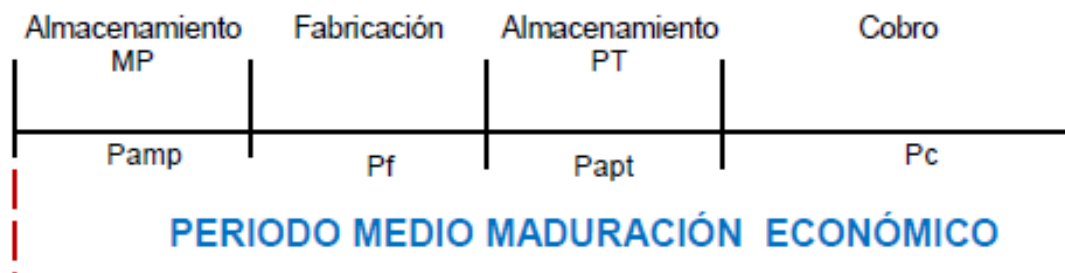 Almacenamiento MP
Fabricación
Almacenamiento PT
Cobro
Pamp
Pf
Papt
Pc
PERIODO MEDIO MADURACIÓN ECONÓMICO